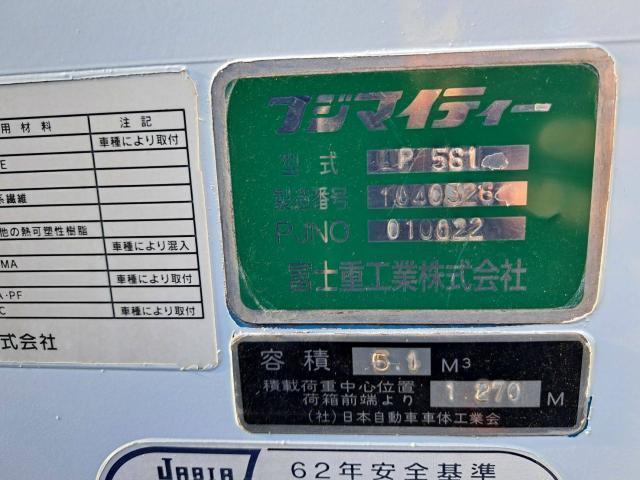 用材料 注記
車種により取付
E
系繊維
他の熱可塑性樹脂
車種により混入
MA
車種により取付
A・PF
C 車種により取付
式会社
フジマイティー
型式
製造番号
PJNO 010022
富士重工業株式会社
容積 5.1 M³
積載荷重中心位置
荷箱前端より 1.270 M
(社)日本自動車車体工業会
JABIA 62年安全基準